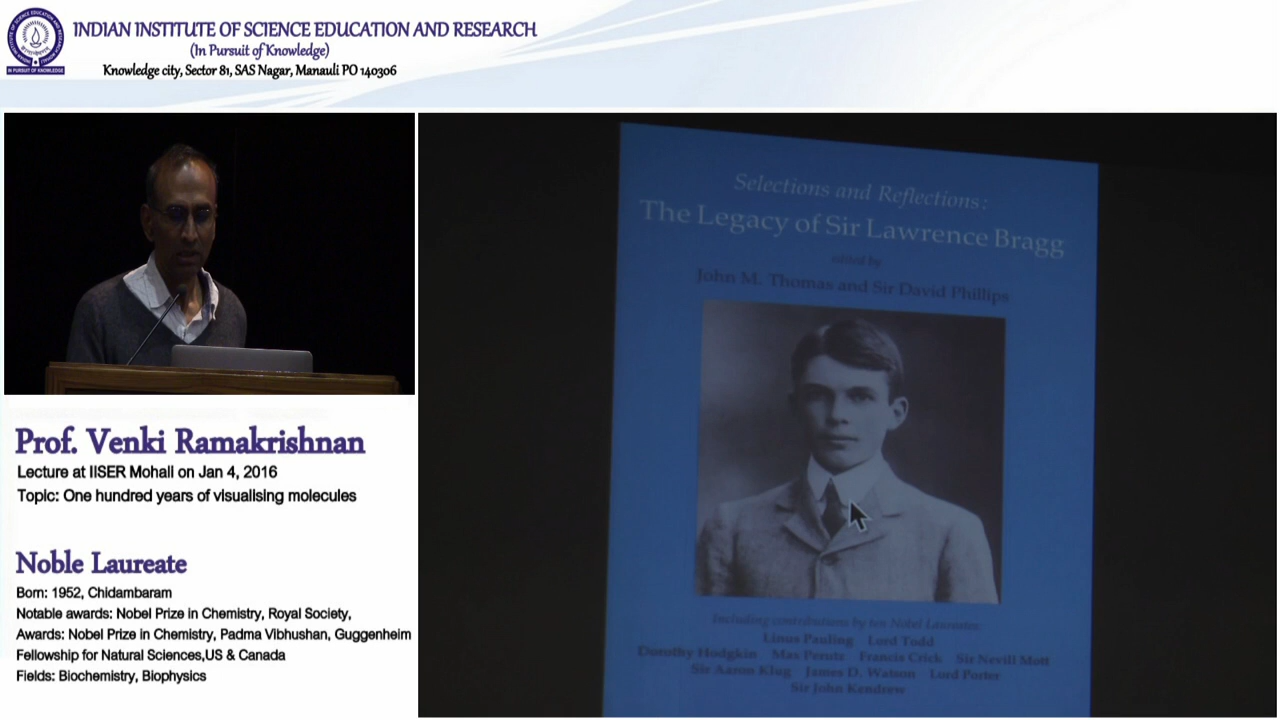 INDIAN INSTITUTE OF SCIENCE EDUCATION AND RESEARCH
(In Pursuit of Knowledge)
Knowledge city, Sector 81, SAS Nagar, Manauli PO 140306
IN PURSUIT OF KNOWLEDGE
Selections and Reflections:
The Legacy of Sir Lawrence Bragg
edited by
John M. Thomas and Sir David Phillips
Including contributions by ten Nobel Laureates:
Linus Pauling Lord Todd
Dorothy Hodgkin Max Perutz Francis Crick Sir Nevill Mott
Sir Aaron Klug James D. Watson Lord Porter
Sir John Kendrew
Prof. Venki Ramakrishnan
Lecture at IISER Mohali on Jan 4, 2016
Topic: One hundred years of visualising molecules
Noble Laureate
Born: 1952, Chidambaram
Notable awards: Nobel Prize in Chemistry, Royal Society,
Awards: Nobel Prize in Chemistry, Padma Vibhushan, Guggenheim
Fellowship for Natural Sciences,US & Canada
Fields: Biochemistry, Biophysics